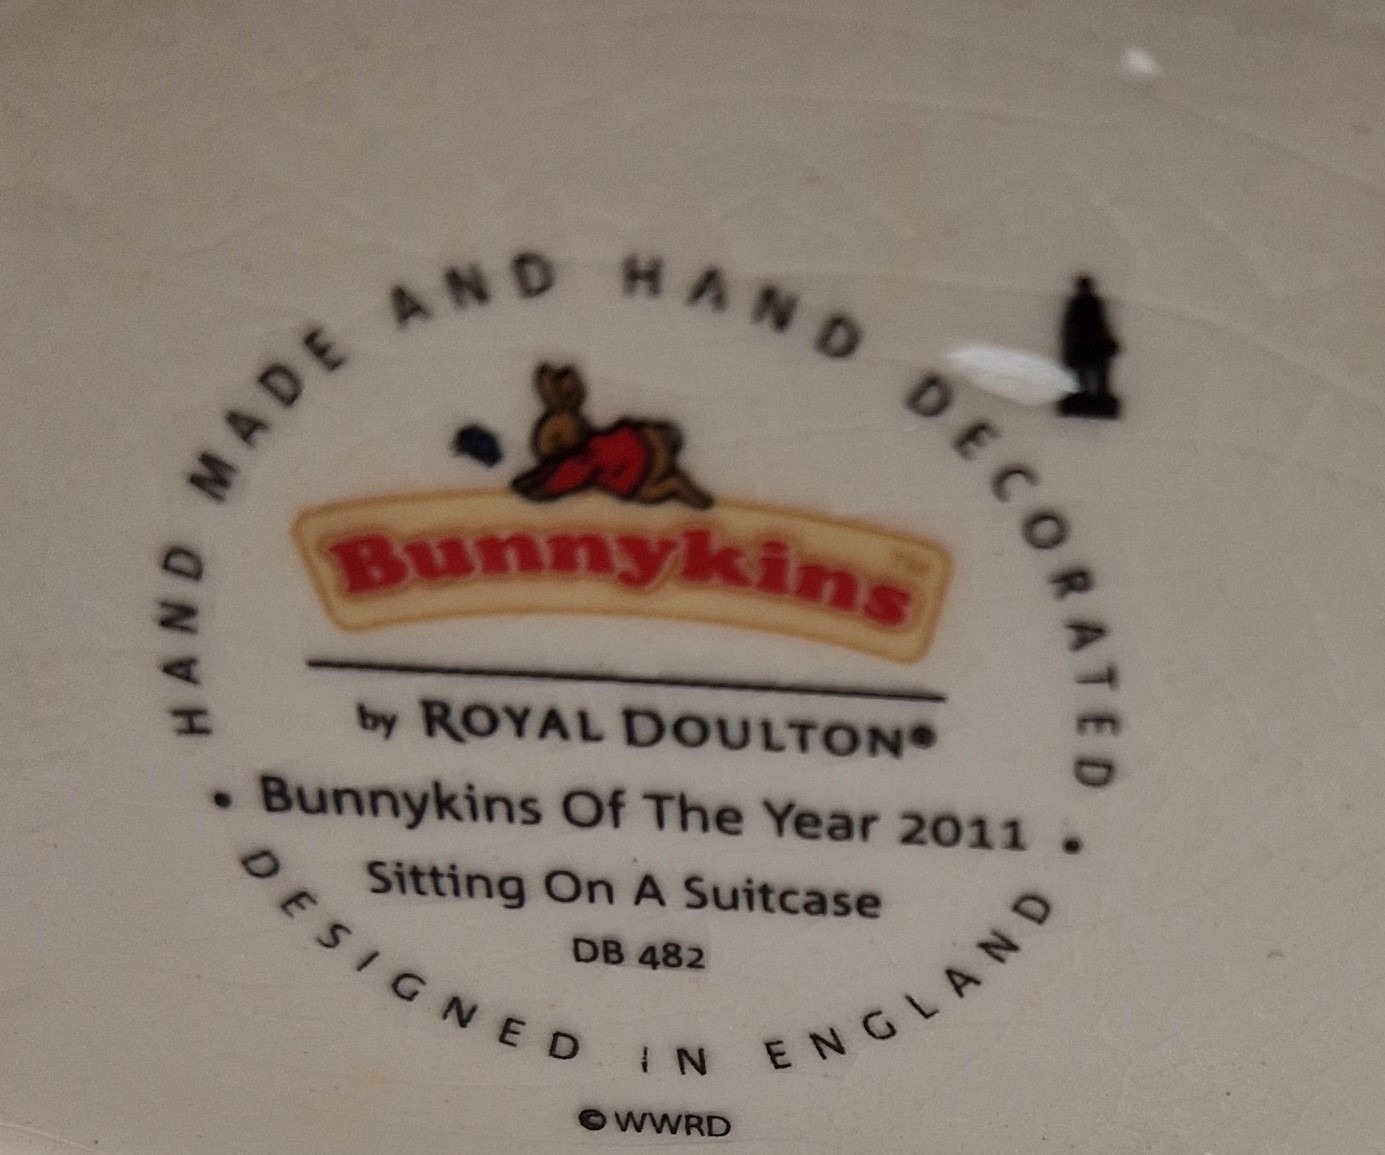 HAND MADE AND HAND DECORATED
Bunnykins™
by ROYAL DOULTON®
• Bunnykins Of The Year 2011 •
Sitting On A Suitcase
DB 482
DESIGNED IN ENGLAND
©WWRD